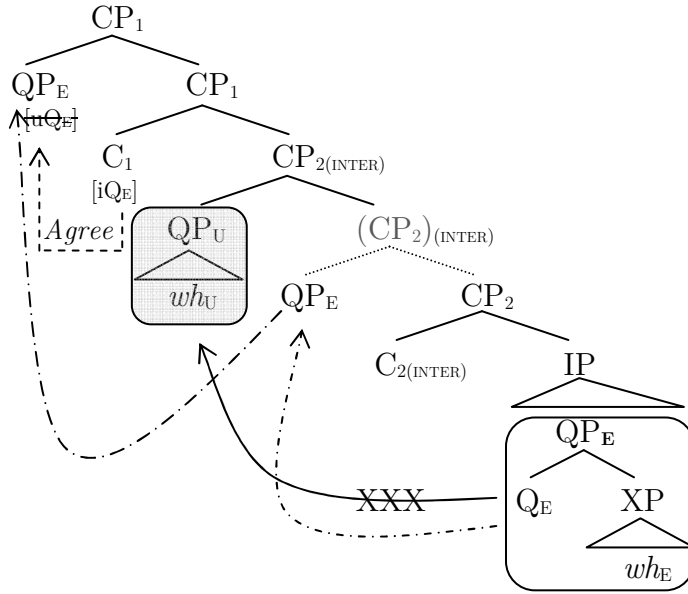 CP1
QPE CP1
[uQE]
C1 CP2(INTER)
[iQE]
Agree QPU (CP2)(INTER)
whU QPE CP2
C2(INTER) IP
QPE
XXX QE XP
whE